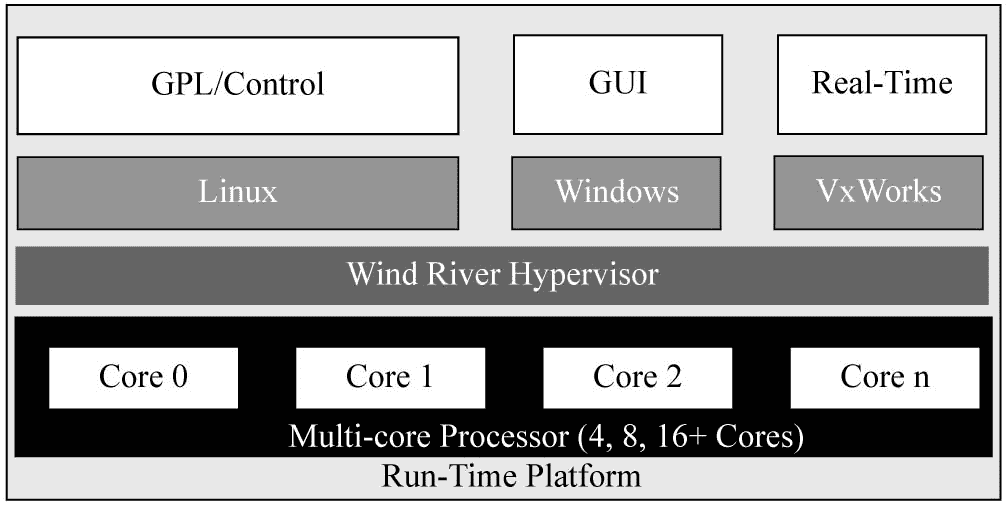 GPL/Control
GUI
Real-Time
Linux
Windows
VxWorks
Wind River Hypervisor
Core 0
Core 1
Core 2
Core n
Multi-core Processor (4, 8, 16+ Cores)
Run-Time Platform